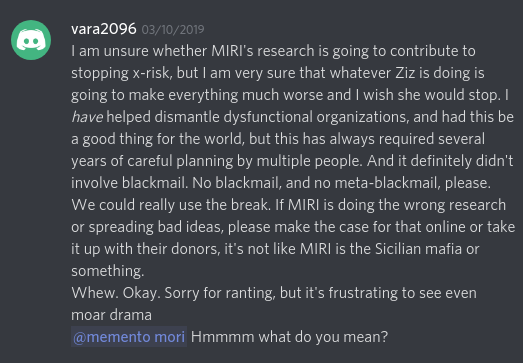 vara2096 03/10/2019
I am unsure whether MIRI's research is going to contribute to
stopping x-risk, but I am very sure that whatever Ziz is doing is
going to make everything much worse and I wish she would stop. I
have helped dismantle dysfunctional organizations, and had this be
a good thing for the world, but this has always required several
years of careful planning by multiple people. And it definitely didn't
involve blackmail. No blackmail, and no meta-blackmail, please.
We could really use the break. If MIRI is doing the wrong research
or spreading bad ideas, please make the case for that online or take
it up with their donors, it's not like MIRI is the Sicilian mafia or
something.
Whew. Okay. Sorry for ranting, but it's frustrating to see even
moar drama
@memento mori Hmmmm what do you mean?